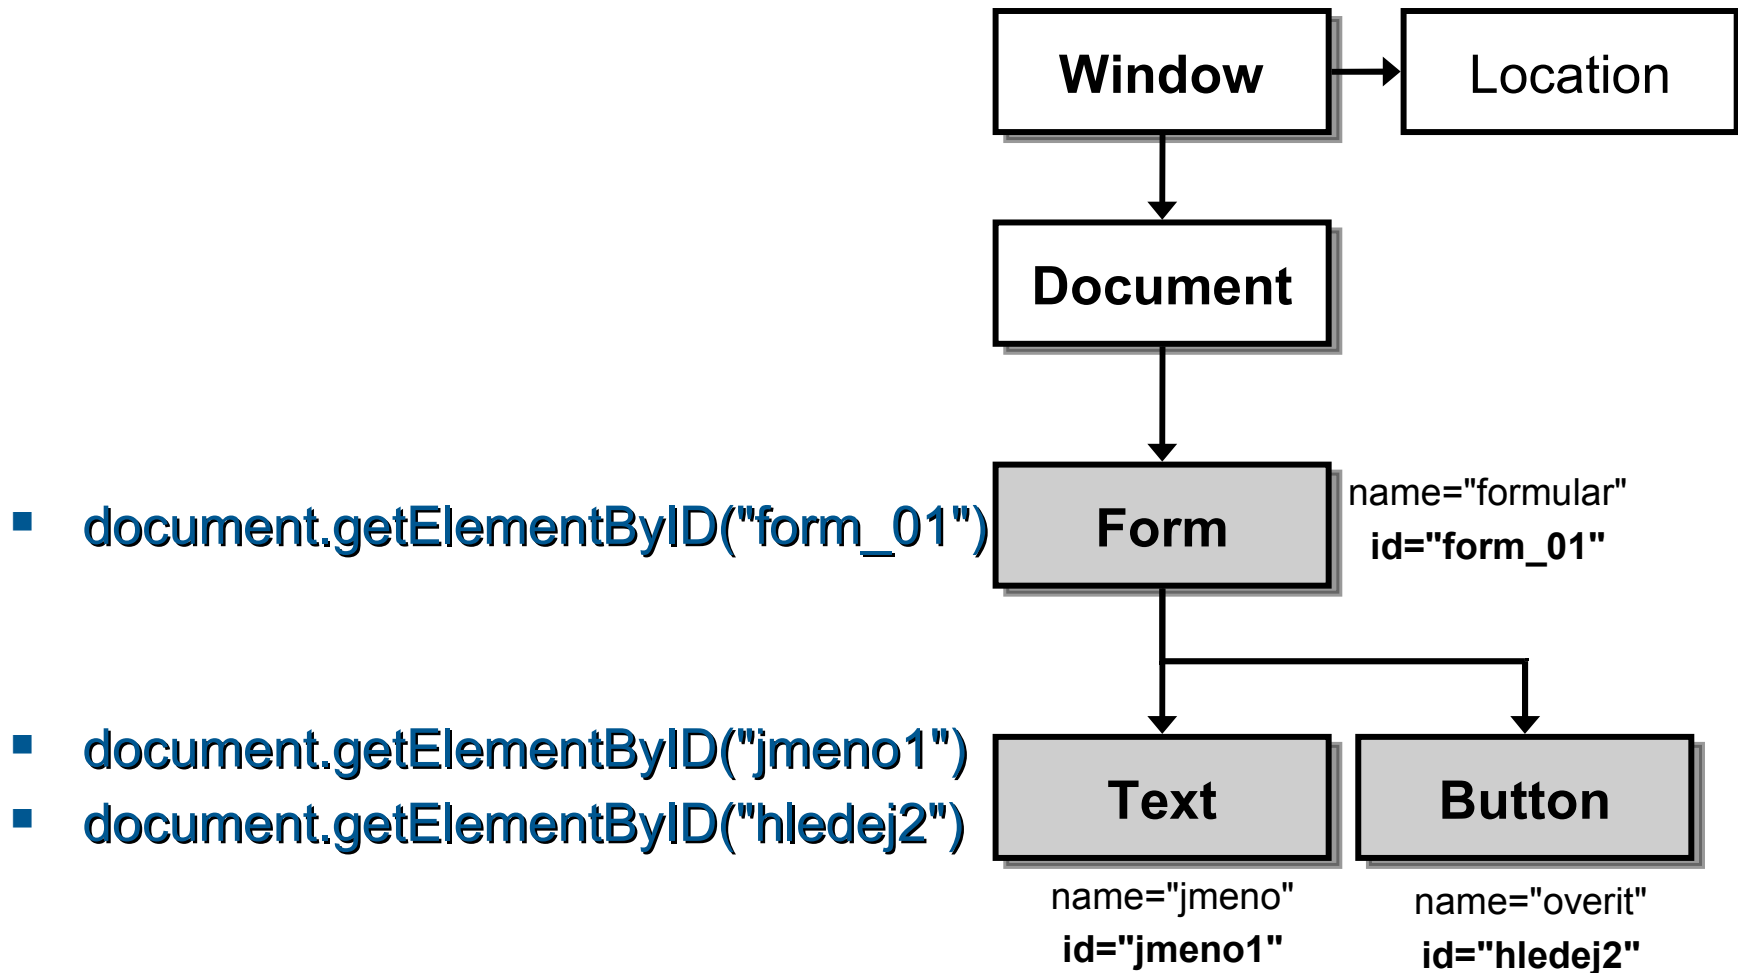 Window
Location
Document
document.getElementByID("form_01")
Form
name="formular"
id="form_01"
document.getElementByID("jmeno1")
document.getElementByID("hledej2")
Text
Button
name="jmeno"
id="jmeno1"
name="overit"
id="hledej2"